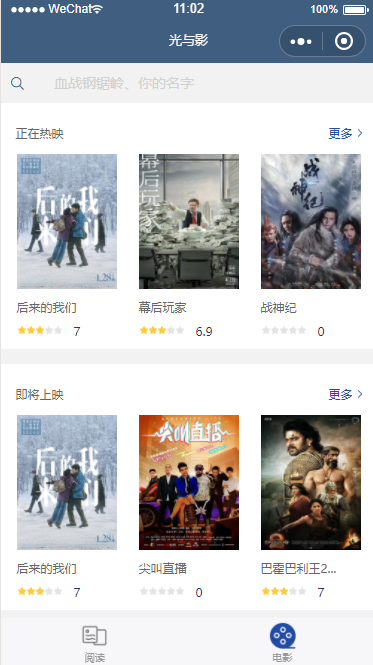 WeChat 11:02 100%
光与影
血战钢锯岭、你的名字
正在热映 更多
后来的我们
幕后玩家
战神纪
1.28
后来的我们 幕后玩家 战神纪
7 6.9 0
即将上映 更多
后来的我们
尖叫直播
1.28
后来的我们 尖叫直播 巴霍巴利王2...
7 0 7
阅读 电影